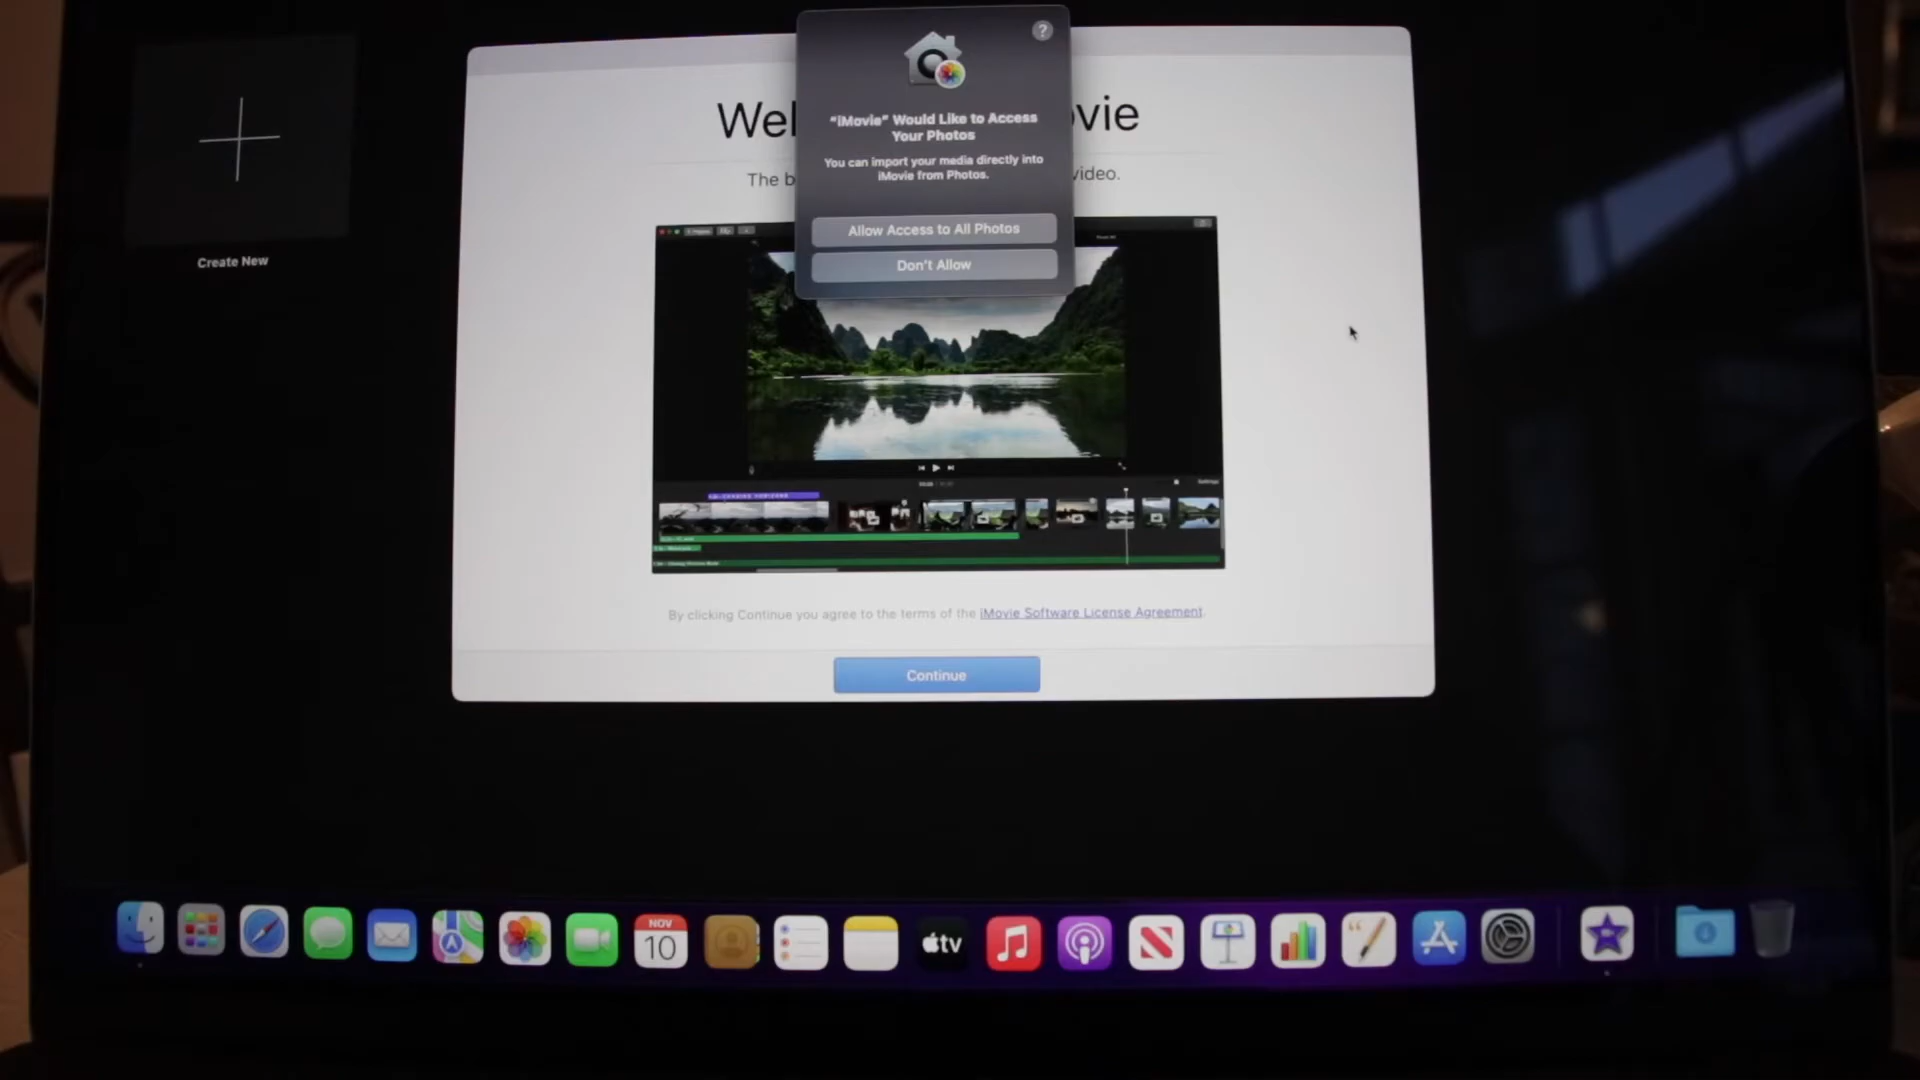 “iMovie” Would Like to Access
Your Photos
You can import your media directly into
iMovie from Photos.
Allow Access to All Photos
Don't Allow
?
Wel
vie
The b
video.
Create New
By clicking Continue you agree to the terms of the iMovie Software License Agreement.
Continue
NOV
10
tv